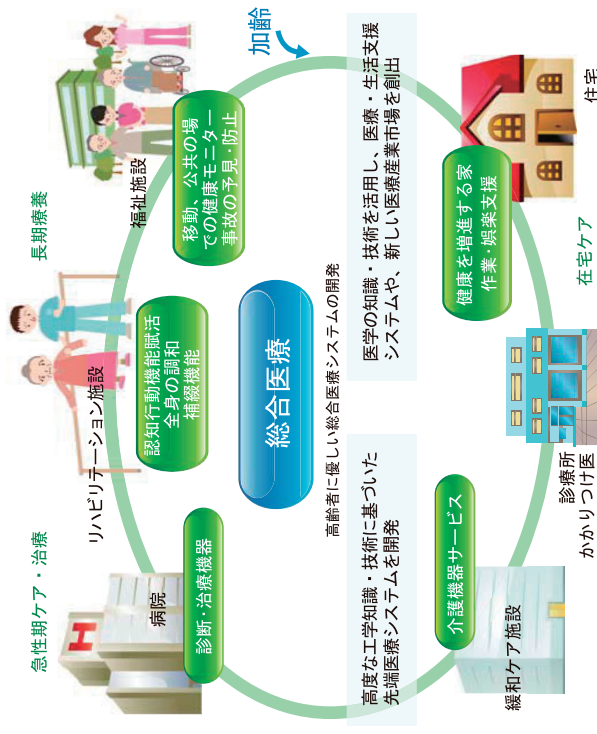 急性期ケア・治療
長期療養
加齢
病院
リハビリテーション施設
福祉施設
診断・治療機器
認知行動機能賦活
全身の調和
補綴機能
移動、公共の場
での健康モニター
事故の予見・防止
総合医療
高齢者に優しい総合医療システムの開発
高度な工学知識・技術に基づいた
先端医療システムを開発
医学の知識・技術を活用し、医療・生活支援
システムや、新しい医療産業市場を創出
介護機器サービス
健康を増進する家
作業・娯楽支援
緩和ケア施設
診療所
かかりつけ医
在宅ケア
住宅
H